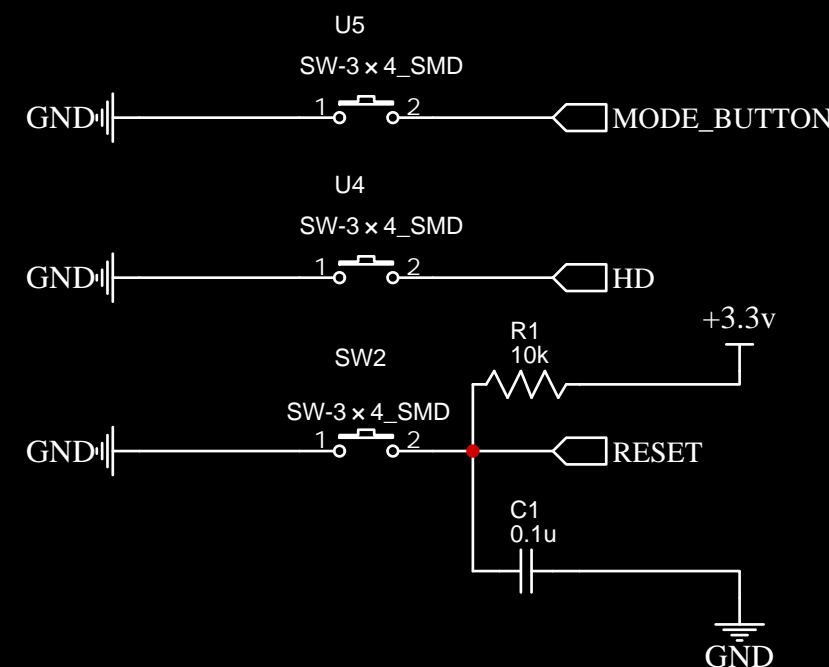 U5
SW-3×4_SMD
GND
1
2
MODE_BUTTON
U4
SW-3×4_SMD
GND
1
2
HD
+3.3v
R1
10k
SW2
SW-3×4_SMD
GND
1
2
RESET
C1
0.1u
GND